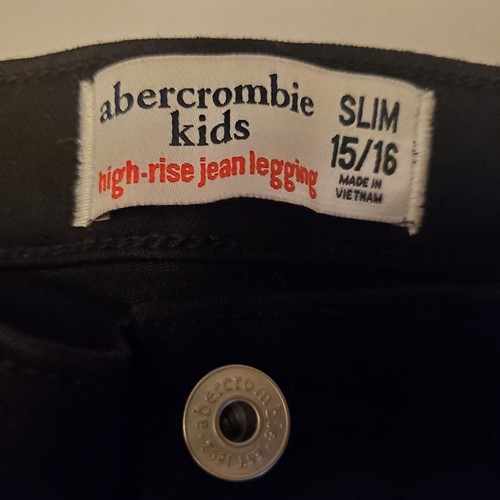 abercrombie
kids
high-rise jean legging
SLIM
15/16
MADE IN
VIETNAM
abercrombie